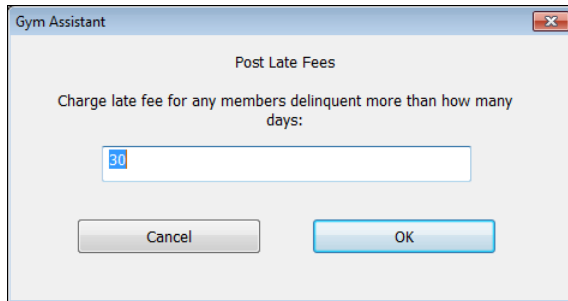 Gym Assistant
Post Late Fees
Charge late fee for any members delinquent more than how many
days:
30
Cancel
OK